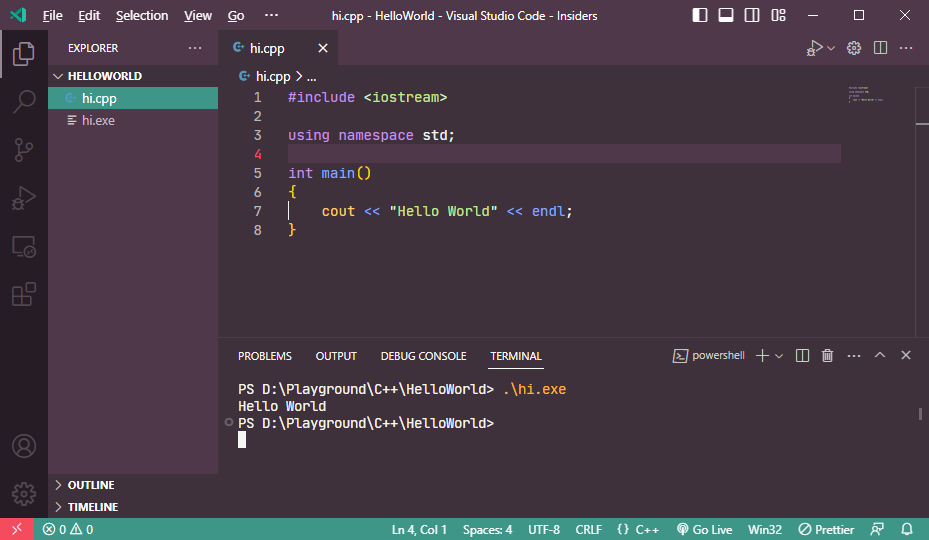 File Edit Selection View Go ··· hi.cpp - HelloWorld - Visual Studio Code - Insiders
EXPLORER ···
HELLOWORLD
hi.cpp
hi.exe
OUTLINE
TIMELINE
hi.cpp
hi.cpp > ...
1 #include <iostream>
2
3 using namespace std;
4
5 int main()
6 {
7 cout << "Hello World" << endl;
8 }
PROBLEMS OUTPUT DEBUG CONSOLE TERMINAL powershell
PS D:\Playground\C++\HelloWorld> .\hi.exe
Hello World
PS D:\Playground\C++\HelloWorld>
0 0 Ln 4, Col 1 Spaces: 4 UTF-8 CRLF {} C++ Go Live Win32 Prettier